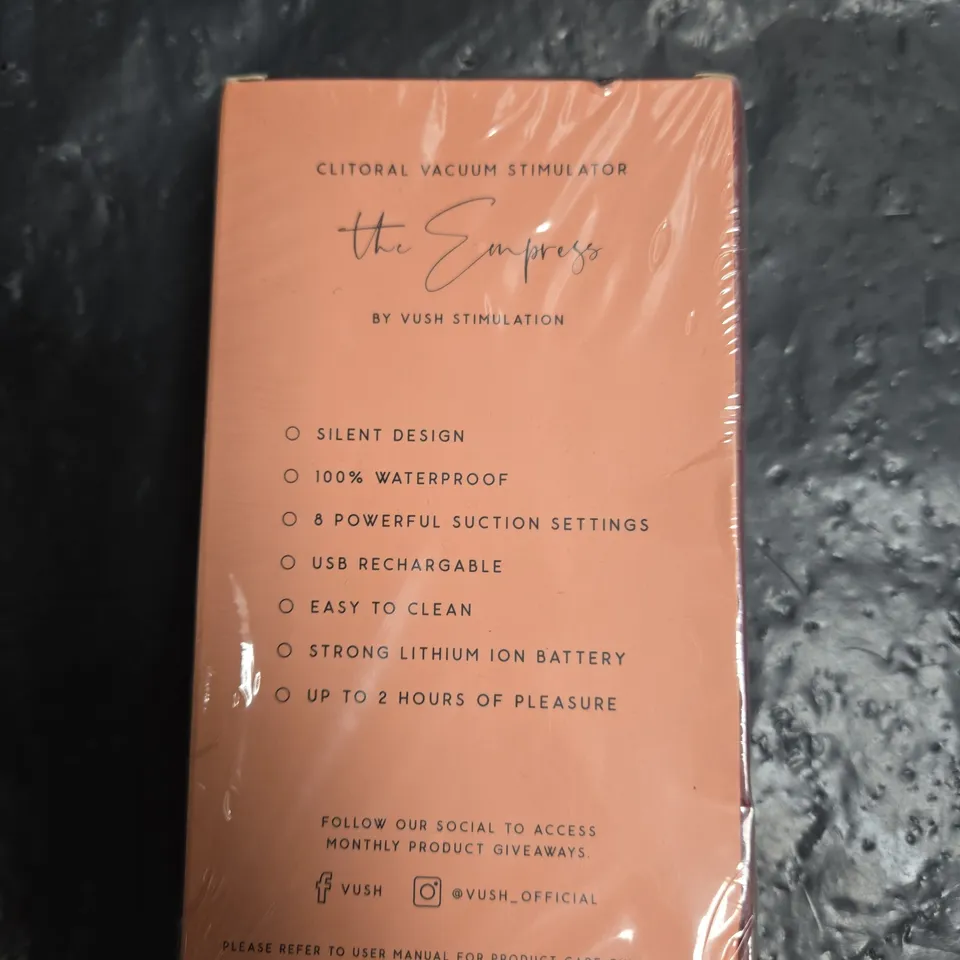 CLITORAL VACUUM STIMULATOR
the Empress
BY VUSH STIMULATION
SILENT DESIGN
100% WATERPROOF
8 POWERFUL SUCTION SETTINGS
USB RECHARGABLE
EASY TO CLEAN
STRONG LITHIUM ION BATTERY
UP TO 2 HOURS OF PLEASURE
FOLLOW OUR SOCIAL TO ACCESS
MONTHLY PRODUCT GIVEAWAYS.
VUSH @VUSH_OFFICIAL
PLEASE REFER TO USER MANUAL FOR PRODUCT CARE